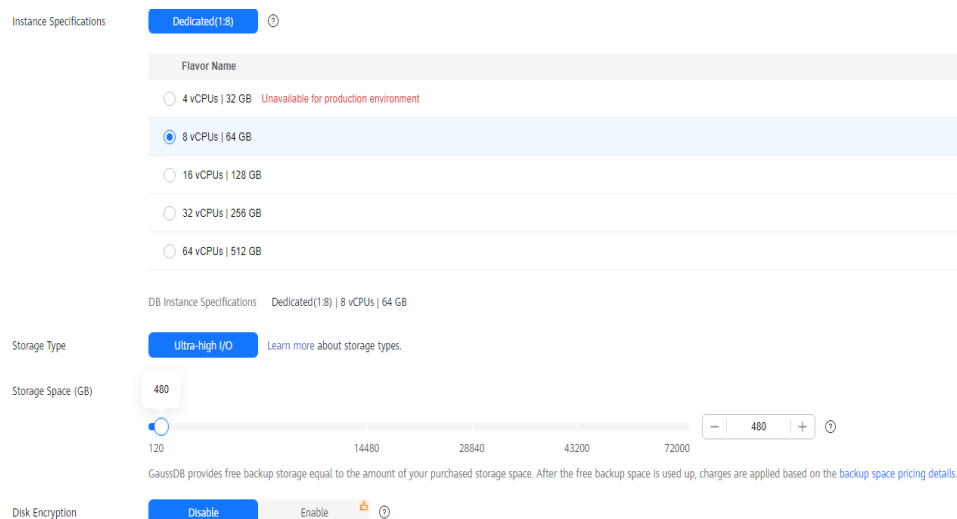 Instance Specifications Dedicated(1:8) ?
Flavor Name
4 vCPUs | 32 GB Unavailable for production environment
8 vCPUs | 64 GB
16 vCPUs | 128 GB
32 vCPUs | 256 GB
64 vCPUs | 512 GB
DB Instance Specifications Dedicated(1:8) | 8 vCPUs | 64 GB
Storage Type Ultra-high I/O Learn more about storage types.
Storage Space (GB) 480
− 480 + ?
120 14480 28840 43200 72000
GaussDB provides free backup storage equal to the amount of your purchased storage space. After the free backup space is used up, charges are applied based on the backup space pricing details.
Disk Encryption Disable Enable ?